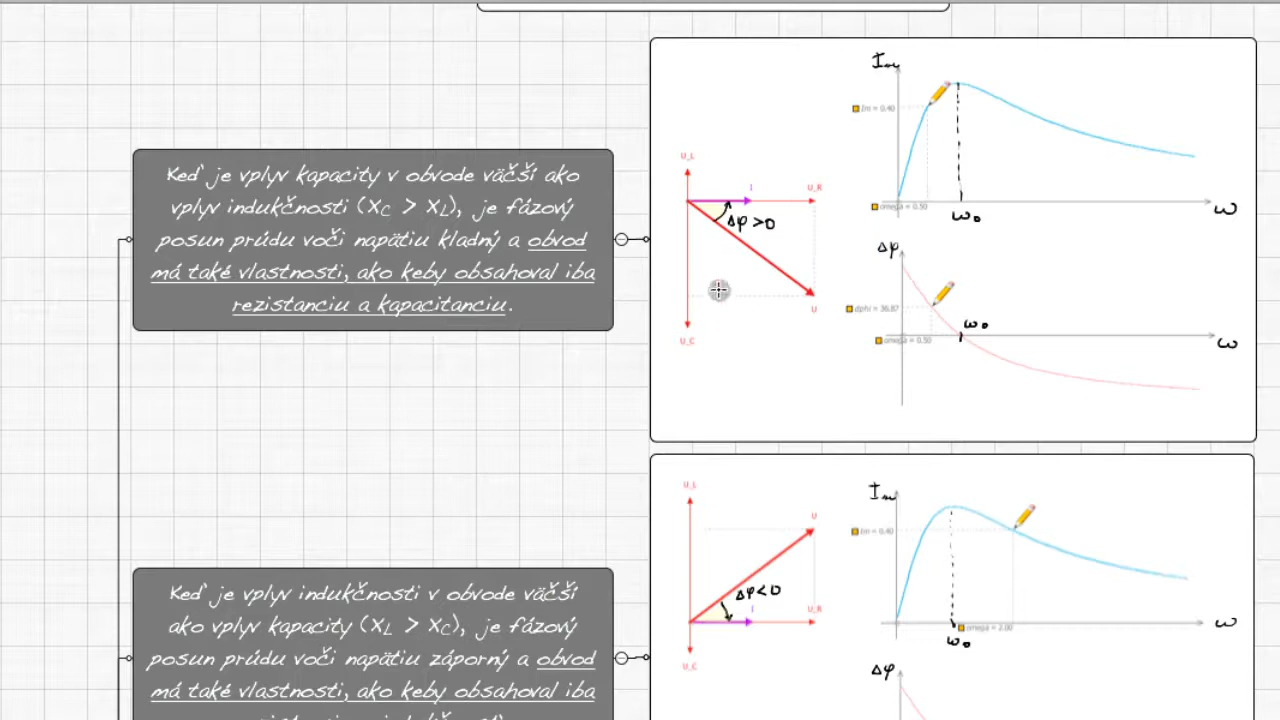 Keď je vplyv kapacity v obvode väčší ako
vplyv indukčnosti (X_C > X_L), je fázový
posun prúdu voči napätiu kladný a obvod
má také vlastnosti, ako keby obsahoval iba
rezistanciu a kapacitanciu.
U_L
I
U_R
Δφ>0
U
U_C
Im
Im = 0.40
omega = 0.50
ω₀
ω
Δφ
dphi = 36.87
omega = 0.50
ω₀
ω
Keď je vplyv indukčnosti v obvode väčší
ako vplyv kapacity (X_L > X_C), je fázový
posun prúdu voči napätiu záporný a obvod
má také vlastnosti, ako keby obsahoval iba
U_L
U
Δφ<0
I
U_R
U_C
Im
Im = 0.40
omega = 2.00
ω₀
ω
Δφ